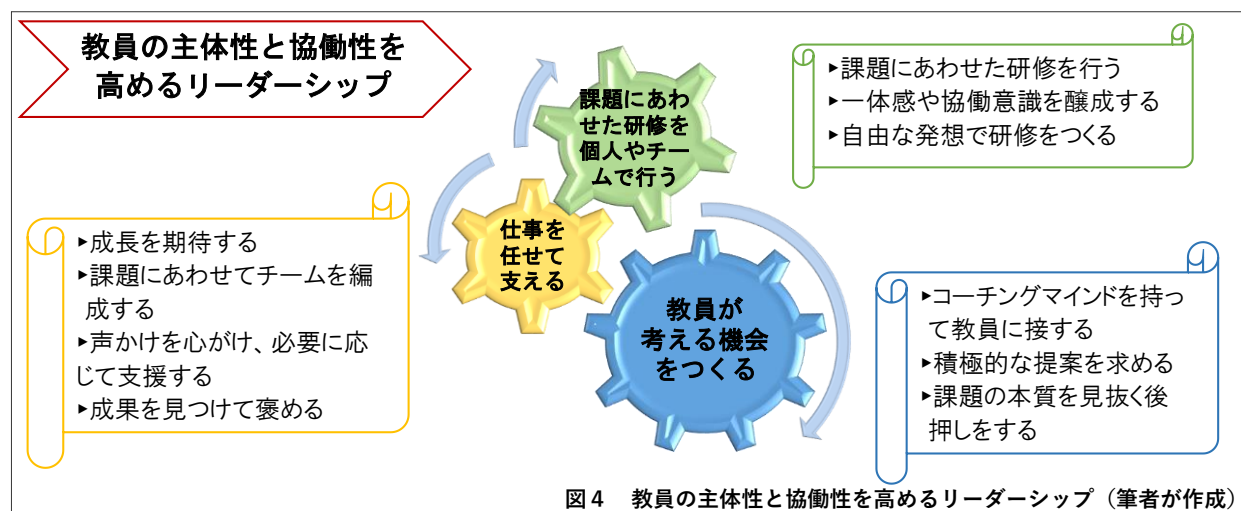 教員の主体性と協働性を
高めるリーダーシップ
課題にあわ
せた研修を
個人やチー
ムで行う
▸課題にあわせた研修を行う
▸一体感や協働意識を醸成する
▸自由な発想で研修をつくる
仕事を
任せて
支える
▸成長を期待する
▸課題にあわせてチームを編
成する
▸声かけを心がけ、必要に応
じて支援する
▸成果を見つけて褒める
教員が
考える機会
をつくる
▸コーチングマインドを持っ
て教員に接する
▸積極的な提案を求める
▸課題の本質を見抜く後
押しをする
図4 教員の主体性と協働性を高めるリーダーシップ（筆者が作成）